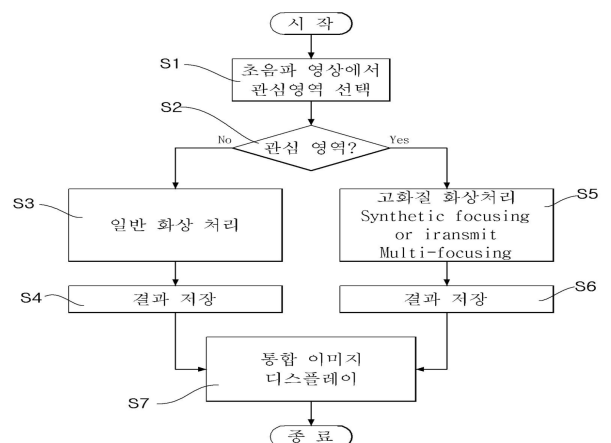 시 작
S1
초음파 영상에서
관심영역 선택
S2
관심 영역?
No
Yes
S3
일반 화상 처리
고화질 화상처리
Synthetic focusing
or iransmit
Multi-focusing
S5
S4
결과 저장
결과 저장
S6
통합 이미지
디스플레이
S7
종 료